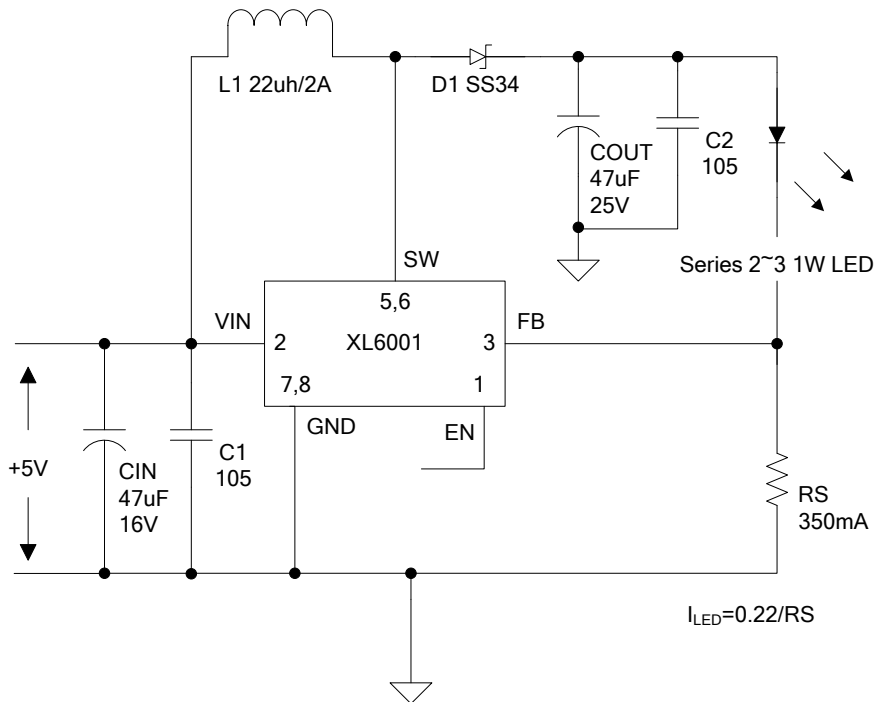 L1 22uh/2A
D1 SS34
COUT
47uF
25V
C2
105
SW
Series 2~3 1W LED
5,6
VIN
FB
2
XL6001
3
7,8
1
GND
EN
+5V
CIN
47uF
16V
C1
105
RS
350mA
I_LED=0.22/RS